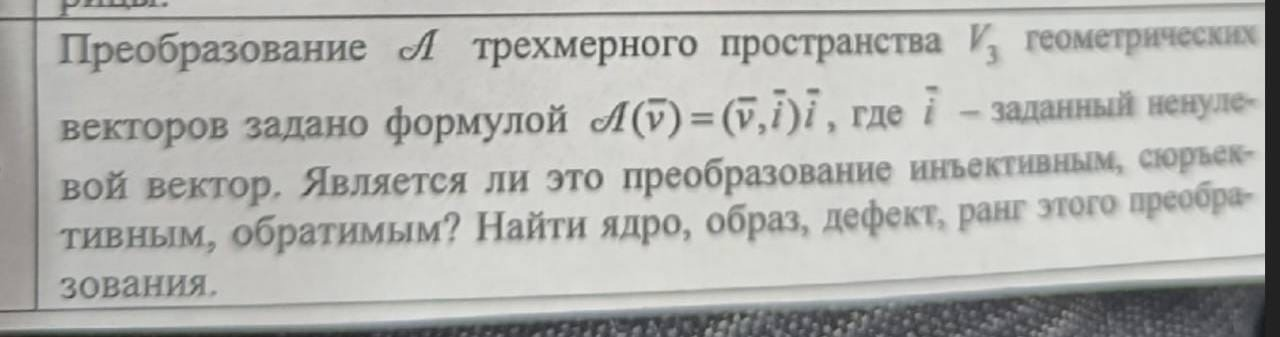 рицы.
Преобразование 𝒜 трехмерного пространства V₃ геометрических
векторов задано формулой 𝒜(v̄) = (v̄, ī)ī, где ī – заданный ненуле-
вой вектор. Является ли это преобразование инъективным, сюръек-
тивным, обратимым? Найти ядро, образ, дефект, ранг этого преобра-
зования.